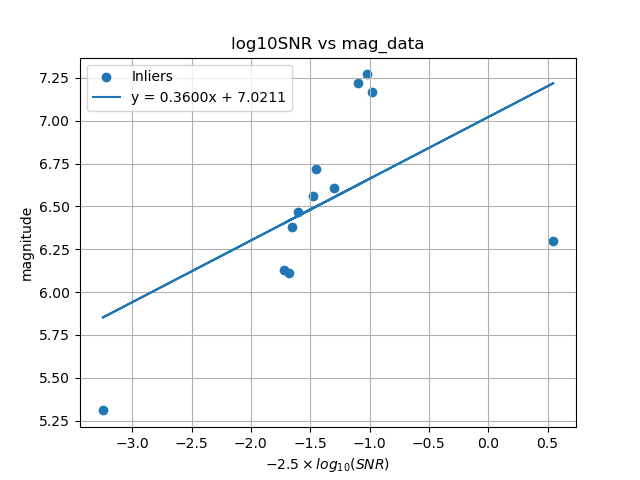 log10SNR vs mag_data
Inliers
y = 0.3600x + 7.0211
7.25
7.00
6.75
6.50
6.25
6.00
5.75
5.50
5.25
magnitude
−3.0 −2.5 −2.0 −1.5 −1.0 −0.5 0.0 0.5
−2.5 × log₁₀(SNR)